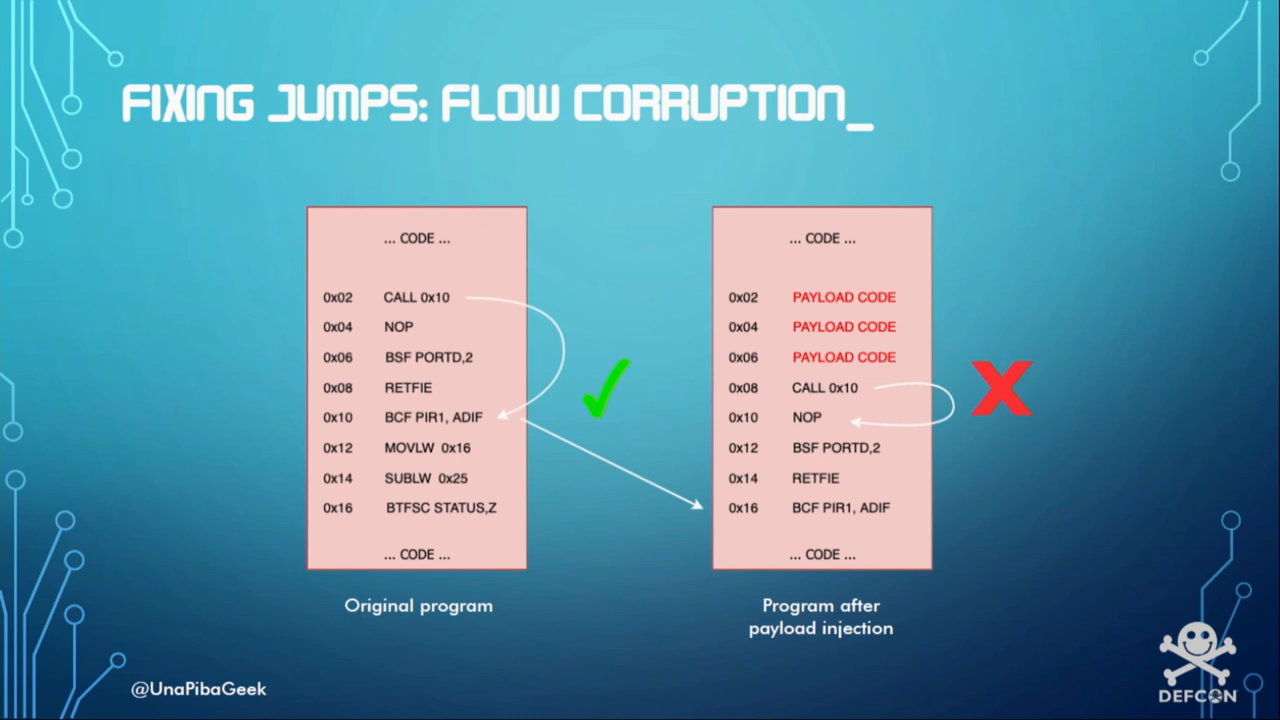 FIXING JUMPS: FLOW CORRUPTION_
... CODE ...
0x02 CALL 0x10
0x04 NOP
0x06 BSF PORTD,2
0x08 RETFIE
0x10 BCF PIR1, ADIF
0x12 MOVLW 0x16
0x14 SUBLW 0x25
0x16 BTFSC STATUS,Z
... CODE ...
Original program
... CODE ...
0x02 PAYLOAD CODE
0x04 PAYLOAD CODE
0x06 PAYLOAD CODE
0x08 CALL 0x10
0x10 NOP
0x12 BSF PORTD,2
0x14 RETFIE
0x16 BCF PIR1, ADIF
... CODE ...
Program after
payload injection
@UnaPibaGeek
DEFCON